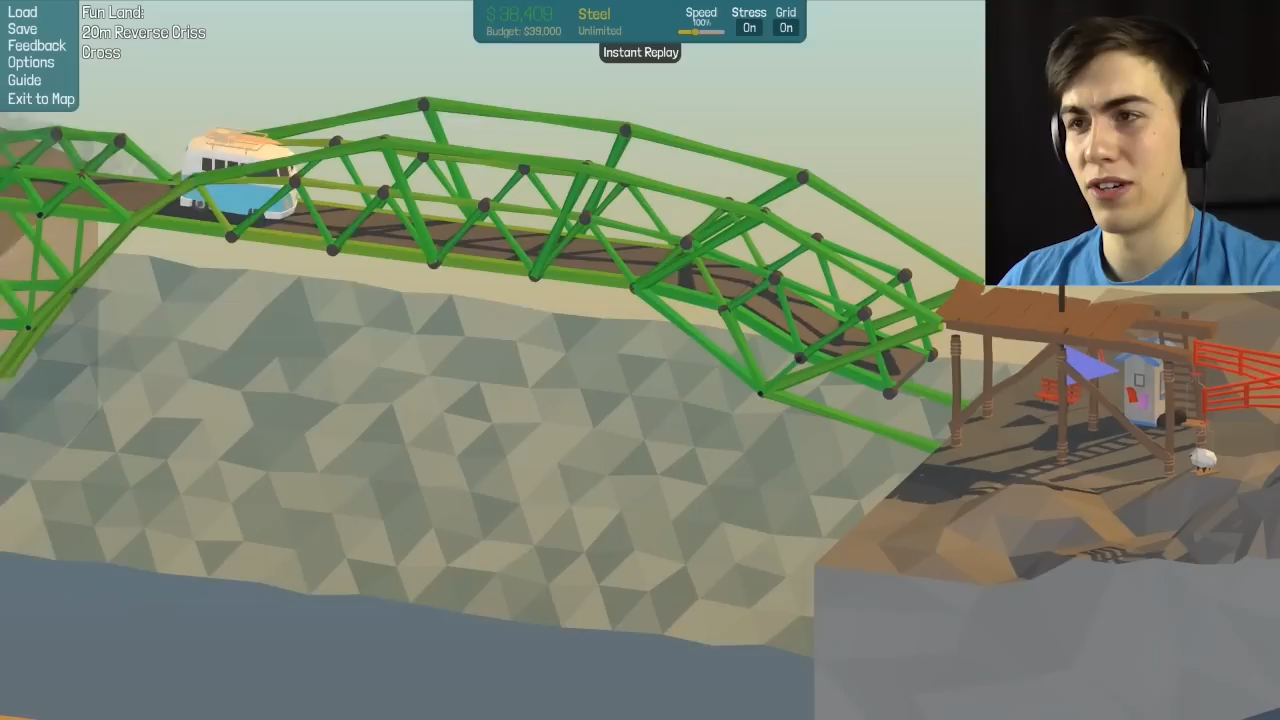 Load
Save
Feedback
Options
Guide
Exit to Map
Fun Land:
20m Reverse Criss
Cross
$38,409
Budget: $39,000
Steel
Unlimited
Speed
100%
Stress
On
Grid
On
Instant Replay